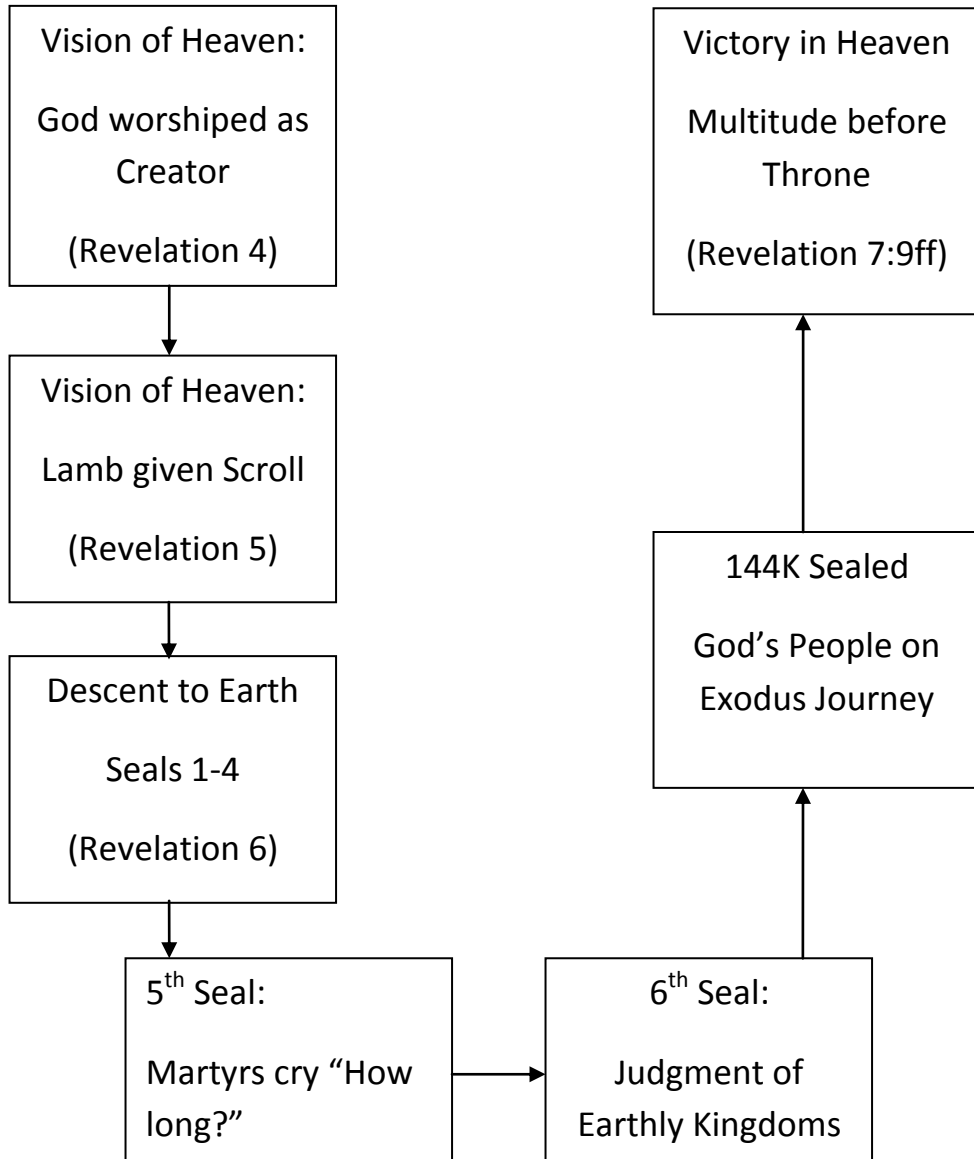 Vision of Heaven:
God worshiped as
Creator
(Revelation 4)
Vision of Heaven:
Lamb given Scroll
(Revelation 5)
Descent to Earth
Seals 1-4
(Revelation 6)
5th Seal:
Martyrs cry “How
long?”
6th Seal:
Judgment of
Earthly Kingdoms
144K Sealed
God’s People on
Exodus Journey
Victory in Heaven
Multitude before
Throne
(Revelation 7:9ff)